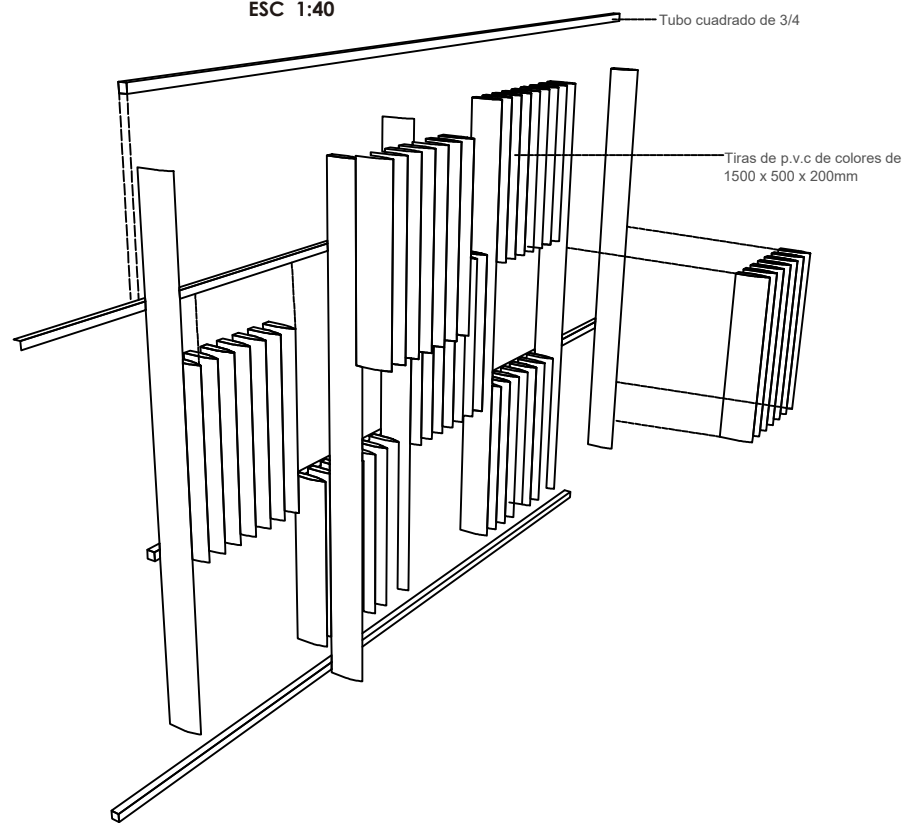 ESC 1:40
Tubo cuadrado de 3/4
Tiras de p.v.c de colores de
1500 x 500 x 200mm